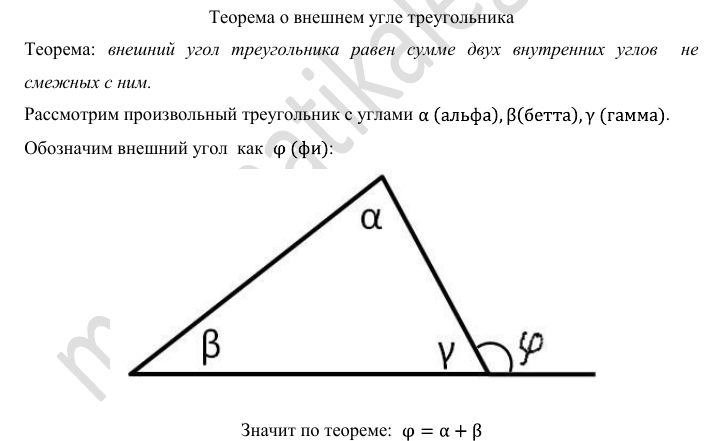 Теорема о внешнем угле треугольника
Теорема: внешний угол треугольника равен сумме двух внутренних углов не
смежных с ним.
Рассмотрим произвольный треугольник с углами α (альфа), β(бетта), γ (гамма).
Обозначим внешний угол как φ (фи):
α
β
γ
φ
Значит по теореме: φ = α + β